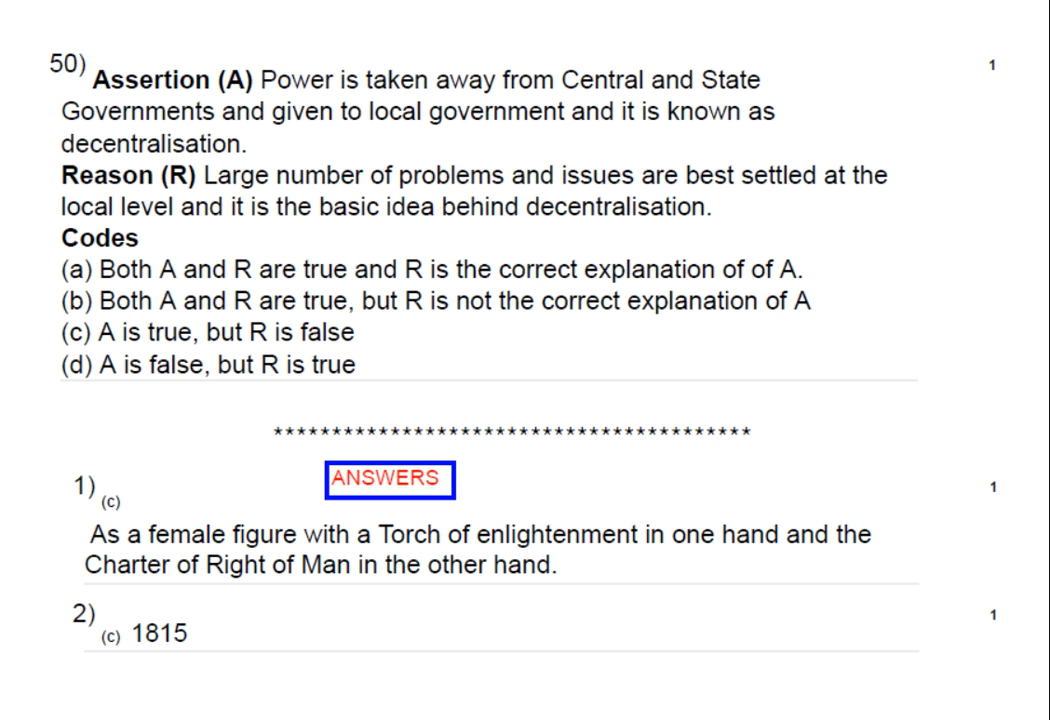 50)
1
Assertion (A) Power is taken away from Central and State
Governments and given to local government and it is known as
decentralisation.
Reason (R) Large number of problems and issues are best settled at the
local level and it is the basic idea behind decentralisation.
Codes
(a) Both A and R are true and R is the correct explanation of of A.
(b) Both A and R are true, but R is not the correct explanation of A
(c) A is true, but R is false
(d) A is false, but R is true
*****************************************
ANSWERS
1) (c)
1
As a female figure with a Torch of enlightenment in one hand and the
Charter of Right of Man in the other hand.
2)
1
(c) 1815